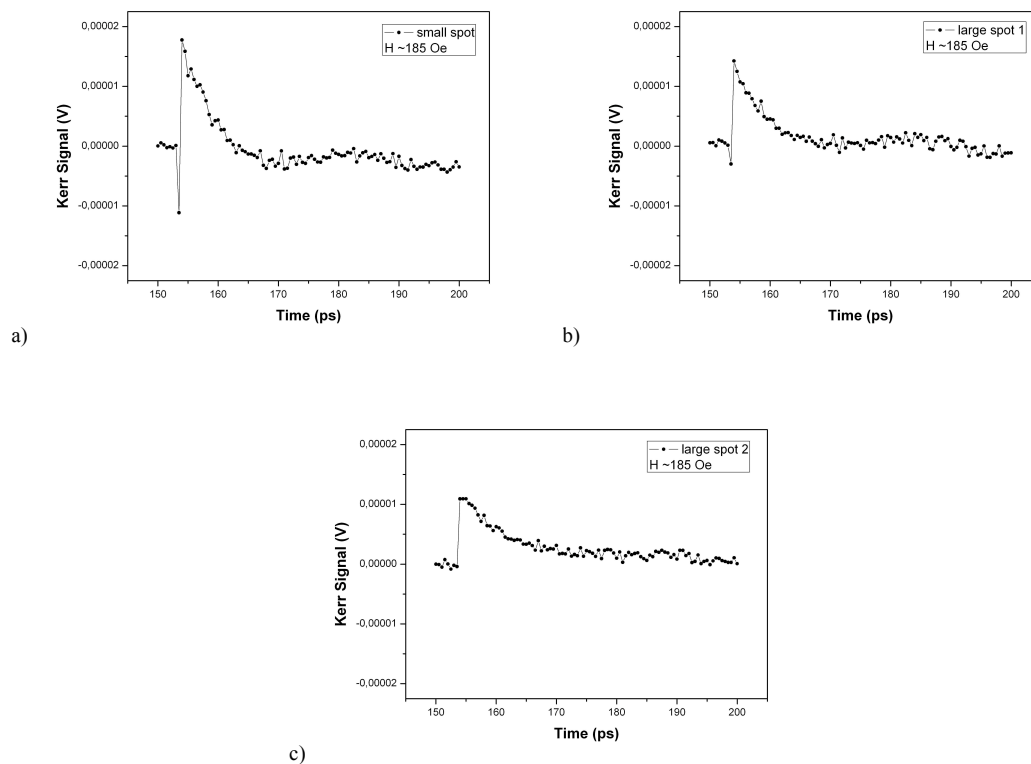 0,00002
0,00001
0,00000
-0,00001
-0,00002
Kerr Signal (V)
small spot
H ~185 Oe
150 160 170 180 190 200
Time (ps)
a)
0,00002
0,00001
0,00000
-0,00001
-0,00002
Kerr Signal (V)
large spot 1
H ~185 Oe
150 160 170 180 190 200
Time (ps)
b)
0,00002
0,00001
0,00000
-0,00001
-0,00002
Kerr Signal (V)
large spot 2
H ~185 Oe
150 160 170 180 190 200
Time (ps)
c)